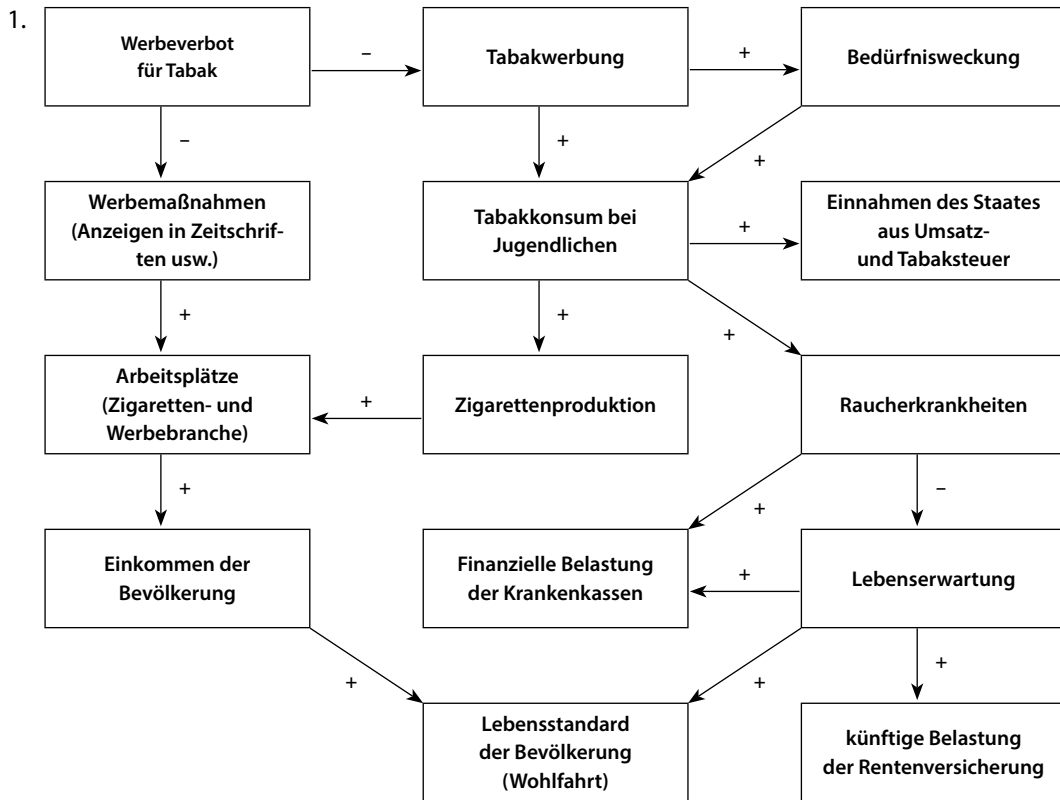 1.
Werbeverbot
für Tabak
–
Tabakwerbung
+
Bedürfnisweckung
–
+
+
Werbemaßnahmen
(Anzeigen in Zeitschrif-
ten usw.)
Tabakkonsum bei
Jugendlichen
+
Einnahmen des Staates
aus Umsatz-
und Tabaksteuer
+
+
+
Arbeitsplätze
(Zigaretten- und
Werbebranche)
+
Zigarettenproduktion
Raucherkrankheiten
+
+
–
Einkommen der
Bevölkerung
Finanzielle Belastung
der Krankenkassen
+
Lebenserwartung
+
+
+
Lebensstandard
der Bevölkerung
(Wohlfahrt)
künftige Belastung
der Rentenversicherung